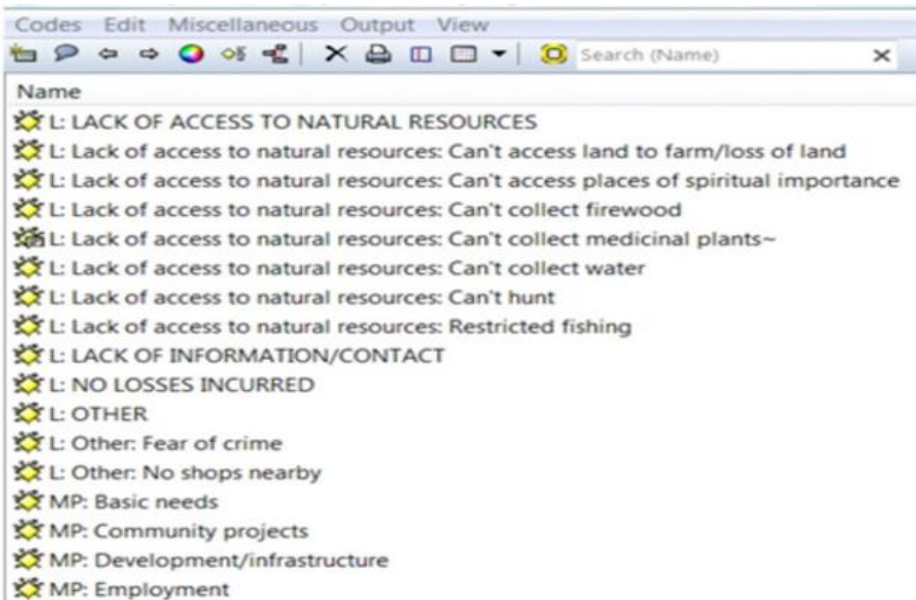 Codes Edit Miscellaneous Output View
Search (Name)
Name
L: LACK OF ACCESS TO NATURAL RESOURCES
L: Lack of access to natural resources: Can't access land to farm/loss of land
L: Lack of access to natural resources: Can't access places of spiritual importance
L: Lack of access to natural resources: Can't collect firewood
L: Lack of access to natural resources: Can't collect medicinal plants~
L: Lack of access to natural resources: Can't collect water
L: Lack of access to natural resources: Can't hunt
L: Lack of access to natural resources: Restricted fishing
L: LACK OF INFORMATION/CONTACT
L: NO LOSSES INCURRED
L: OTHER
L: Other: Fear of crime
L: Other: No shops nearby
MP: Basic needs
MP: Community projects
MP: Development/infrastructure
MP: Employment